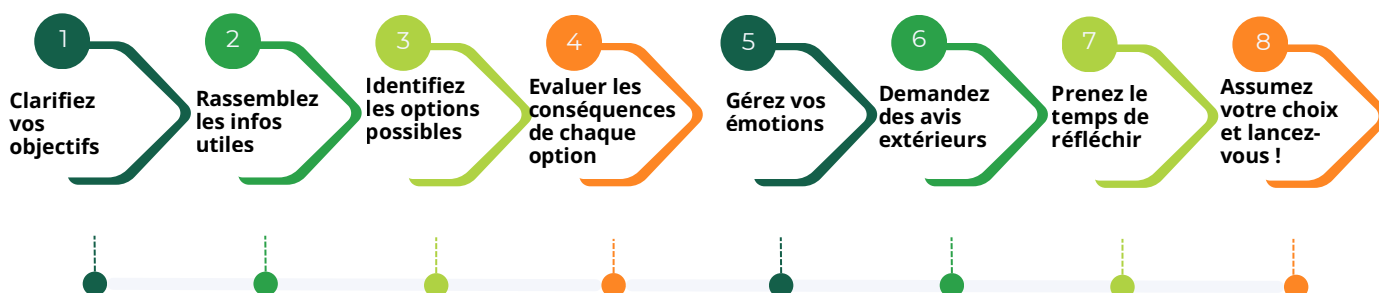 1
Clarifiez
vos
objectifs
2
Rassemblez
les infos
utiles
3
Identifiez
les options
possibles
4
Evaluer les
conséquences
de chaque
option
5
Gérez vos
émotions
6
Demandez
des avis
extérieurs
7
Prenez le
temps de
réfléchir
8
Assumez
votre choix
et lancez-
vous !